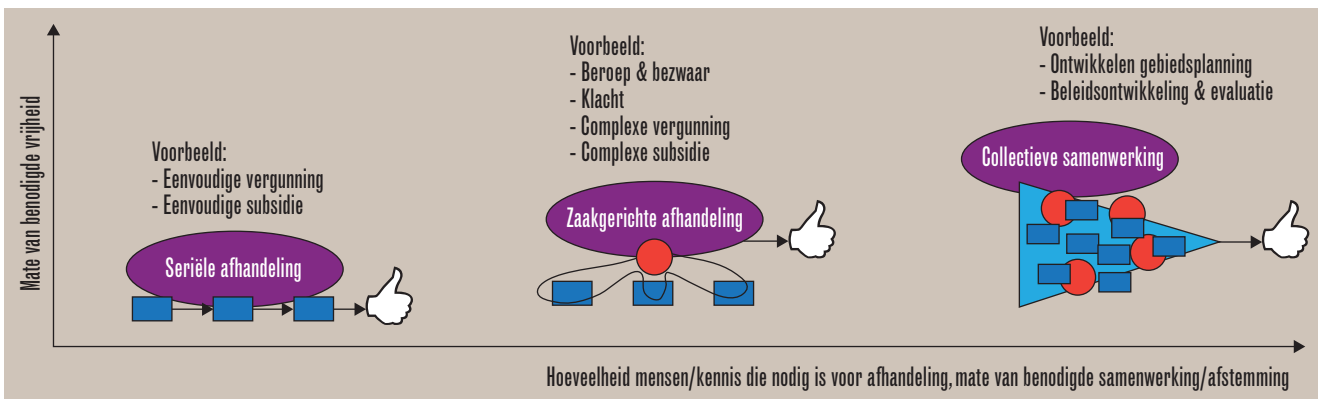 Mate van benodigde vrijheid
Voorbeeld:
- Eenvoudige vergunning
- Eenvoudige subsidie
Seriële afhandeling
Voorbeeld:
- Beroep & bezwaar
- Klacht
- Complexe vergunning
- Complexe subsidie
Zaakgerichte afhandeling
Voorbeeld:
- Ontwikkelen gebiedsplanning
- Beleidsontwikkeling & evaluatie
Collectieve samenwerking
Hoeveelheid mensen/kennis die nodig is voor afhandeling, mate van benodigde samenwerking/afstemming